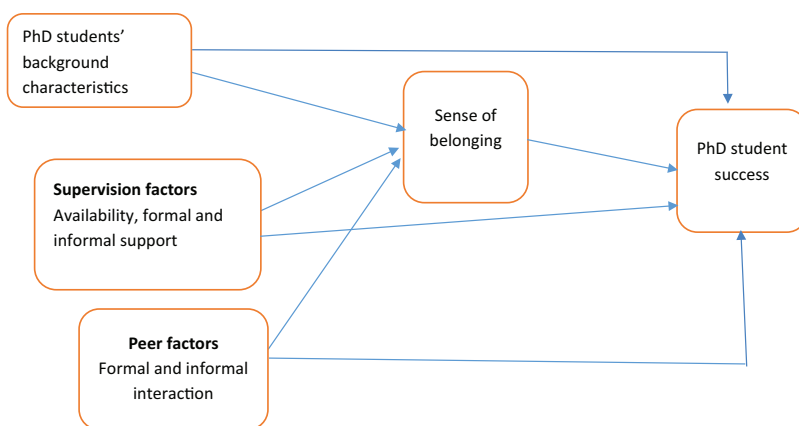 PhD students’
background
characteristics
Sense of
belonging
PhD student
success
Supervision factors
Availability, formal and
informal support
Peer factors
Formal and informal
interaction